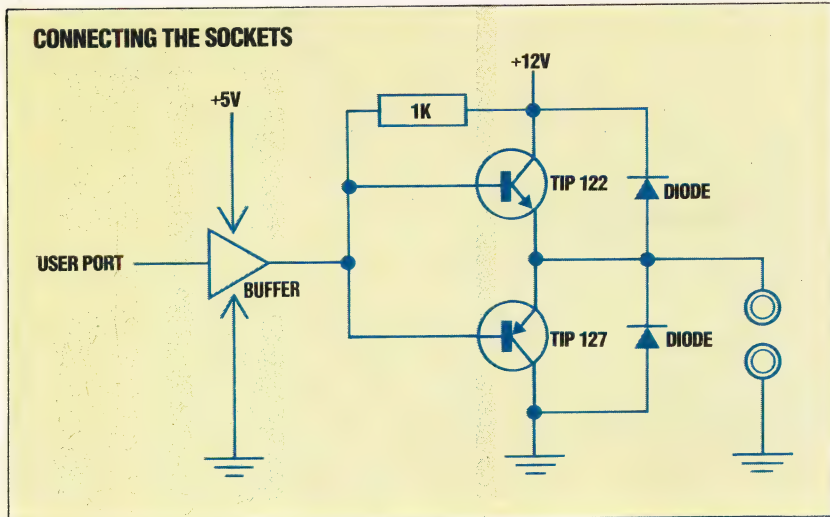 CONNECTING THE SOCKETS
+12V
+5V
1K
TIP 122
DIODE
USER PORT
BUFFER
TIP 127
DIODE